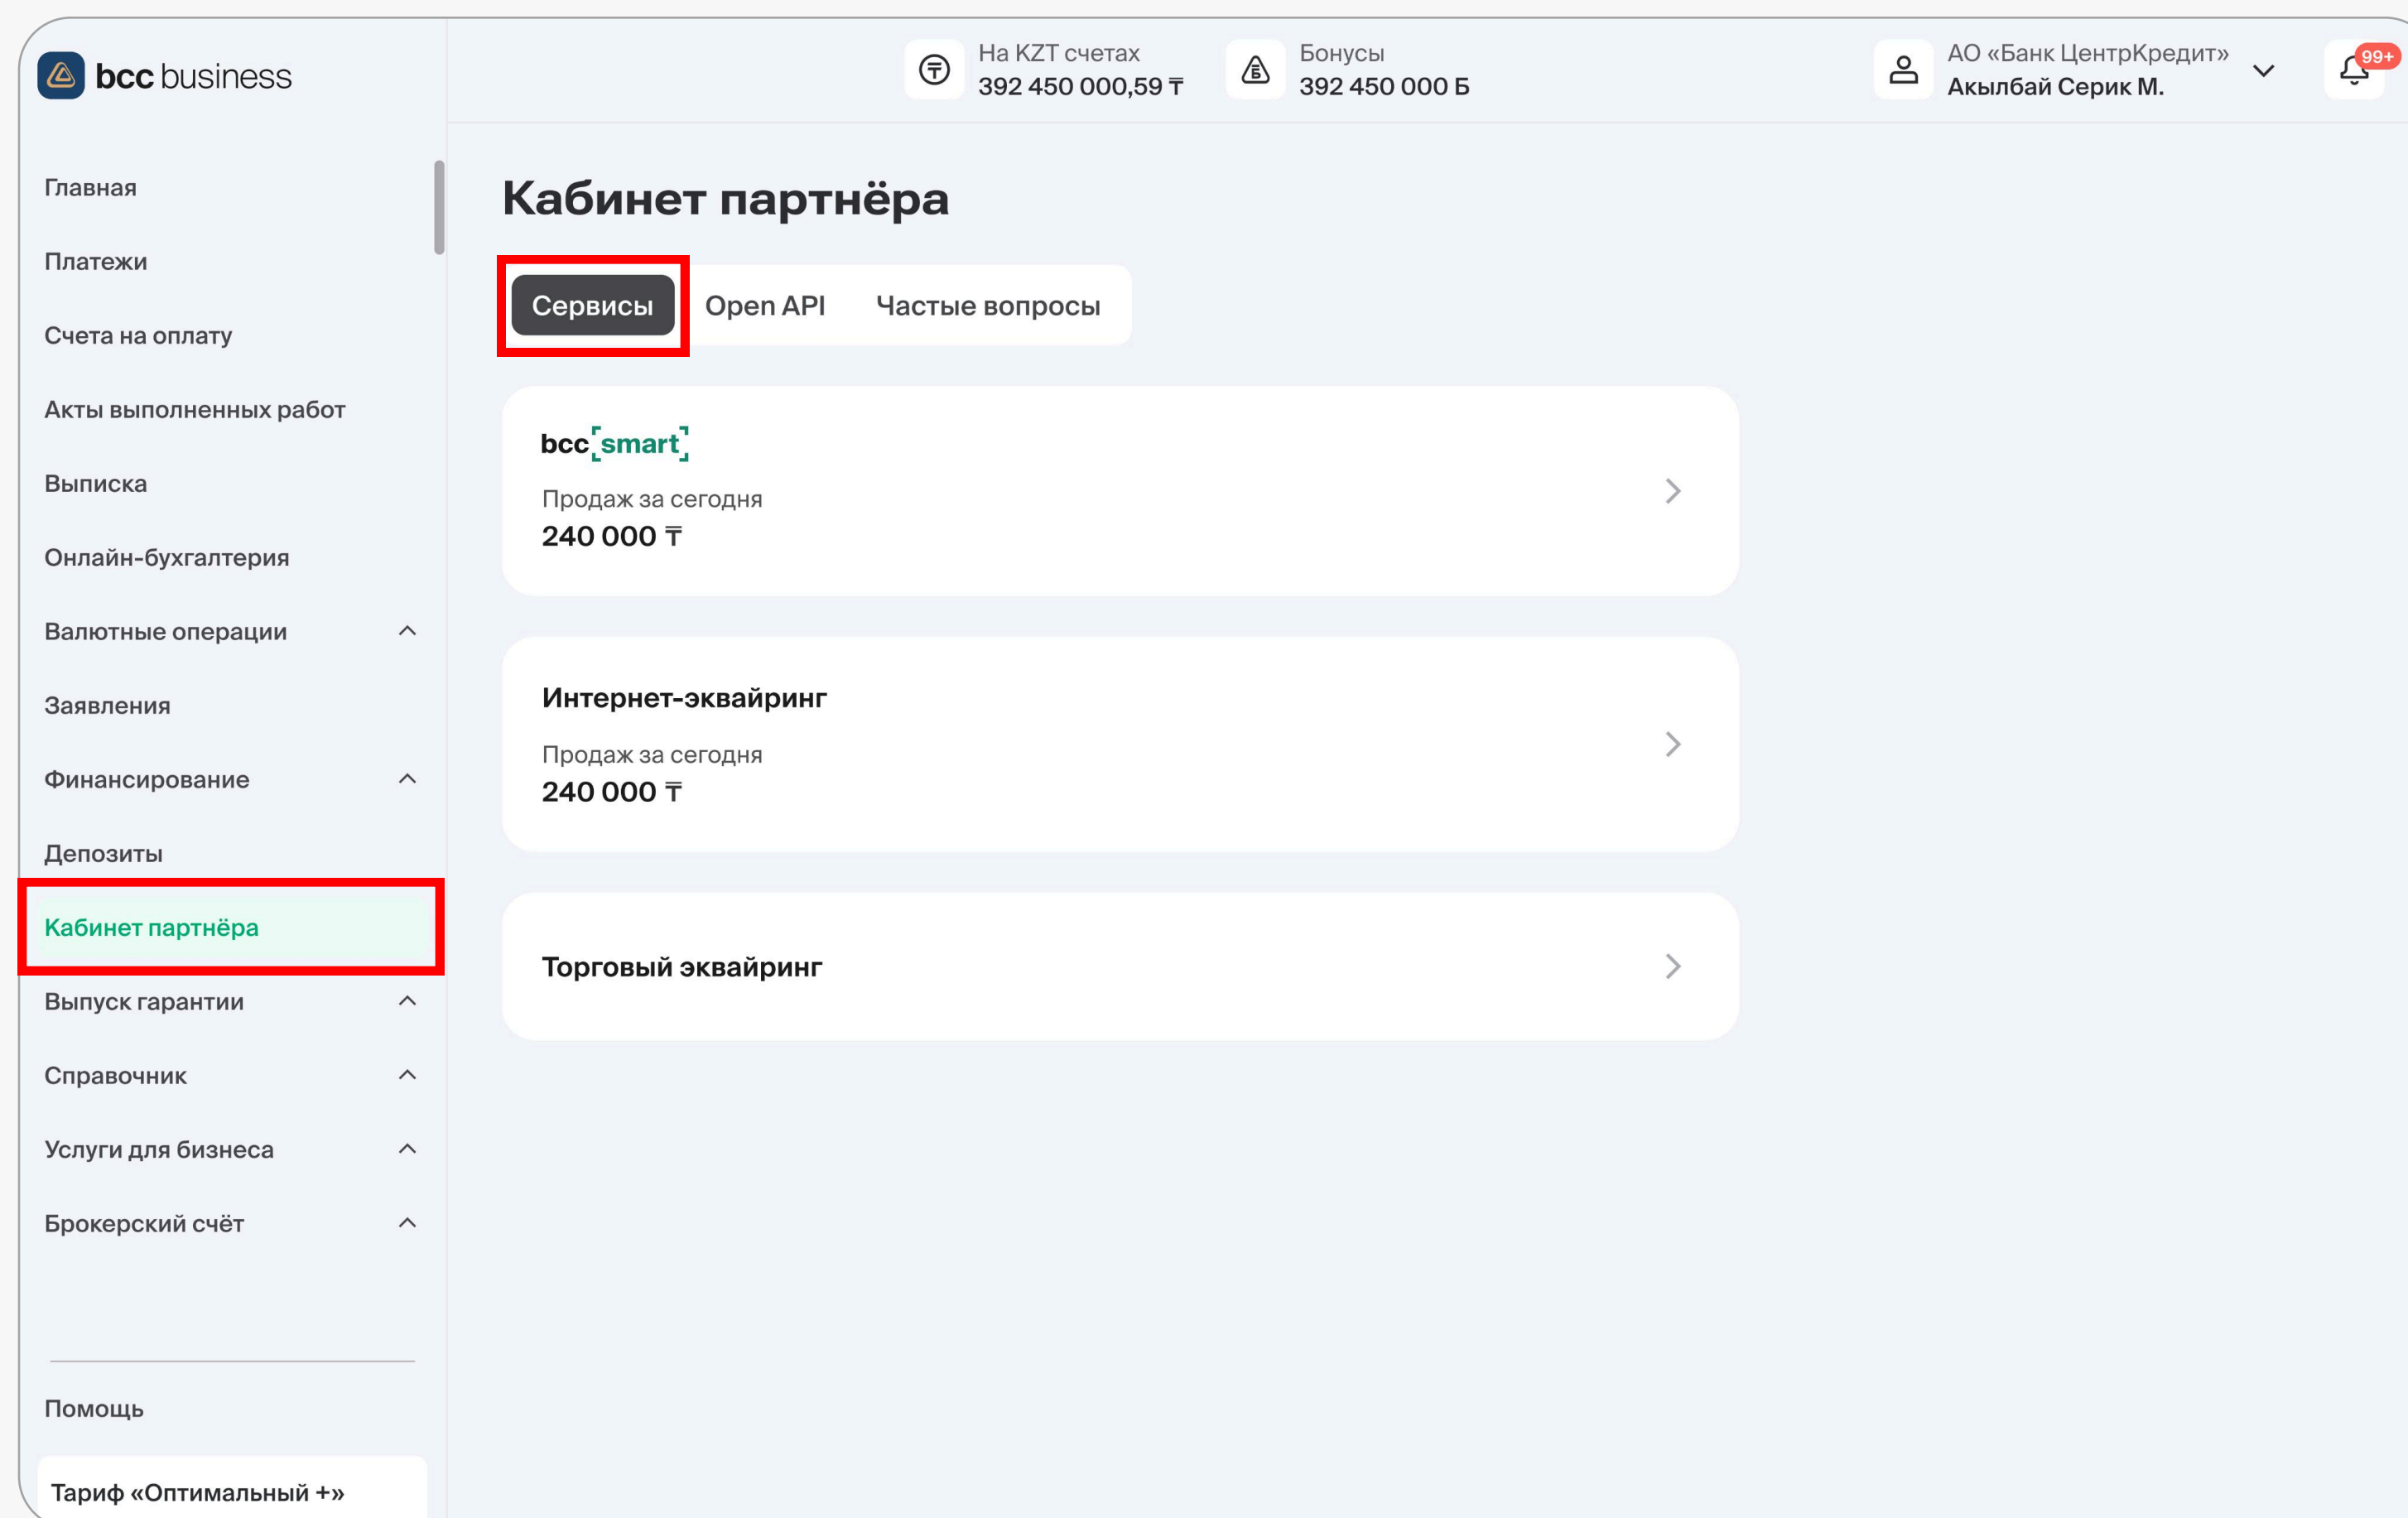 bcc business
На KZT счетах
392 450 000,59 ₸
Бонусы
392 450 000 Б
АО «Банк ЦентрКредит»
Акылбай Серик М.
99+
Главная
Платежи
Счета на оплату
Акты выполненных работ
Выписка
Онлайн-бухгалтерия
Валютные операции
Заявления
Финансирование
Депозиты
Кабинет партнёра
Выпуск гарантии
Справочник
Услуги для бизнеса
Брокерский счёт
Помощь
Тариф «Оптимальный +»
Кабинет партнёра
Сервисы
Open API
Частые вопросы
bcc[smart]
Продаж за сегодня
240 000 ₸
Интернет-эквайринг
Продаж за сегодня
240 000 ₸
Торговый эквайринг